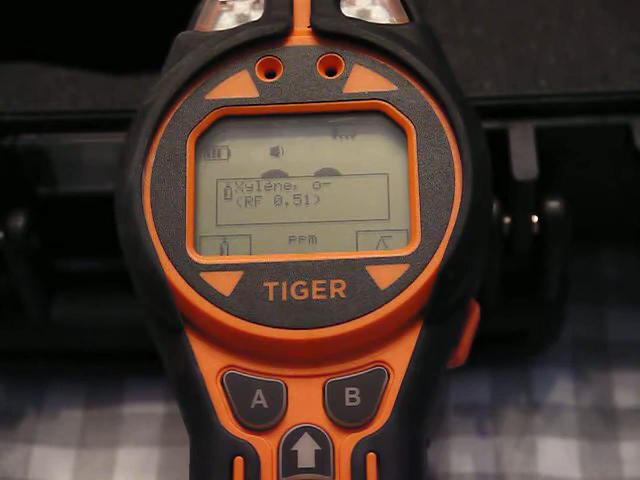 Xylene, o-
(RF 0.51)
ppm
TIGER
A
B